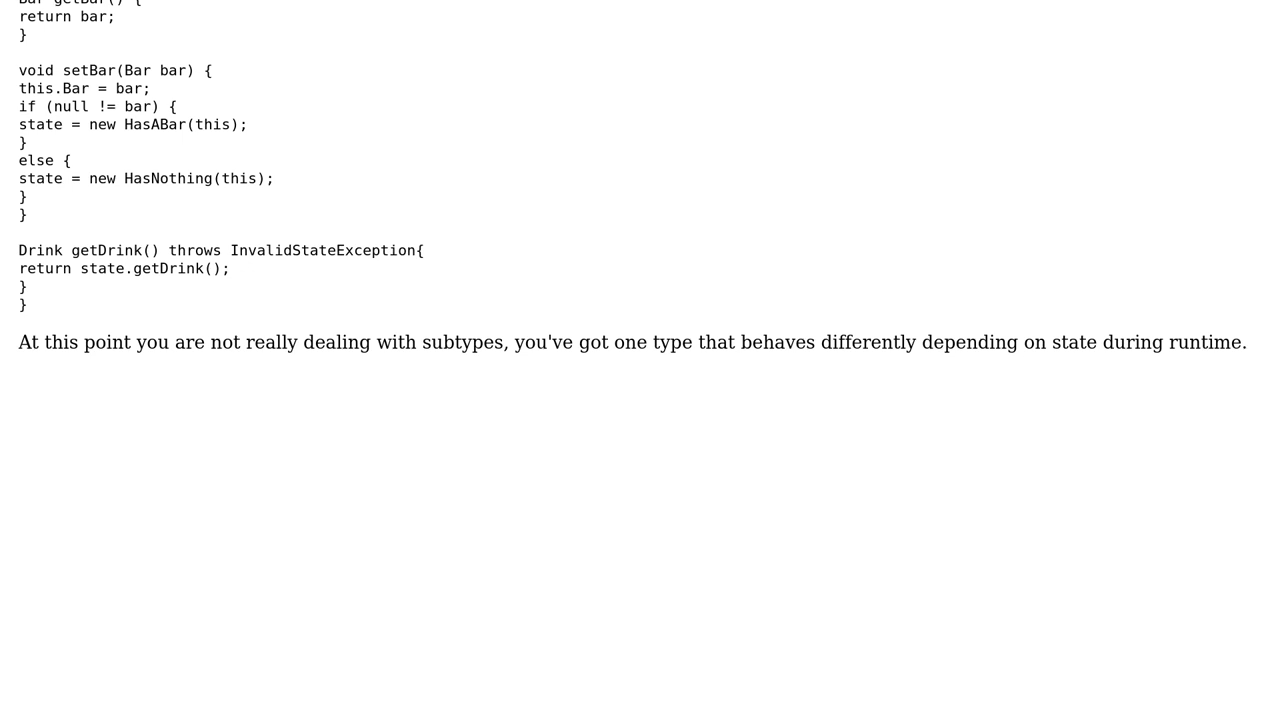 Bar getBar() {
return bar;
}

void setBar(Bar bar) {
this.Bar = bar;
if (null != bar) {
state = new HasABar(this);
}
else {
state = new HasNothing(this);
}
}

Drink getDrink() throws InvalidStateException{
return state.getDrink();
}
}
At this point you are not really dealing with subtypes, you've got one type that behaves differently depending on state during runtime.